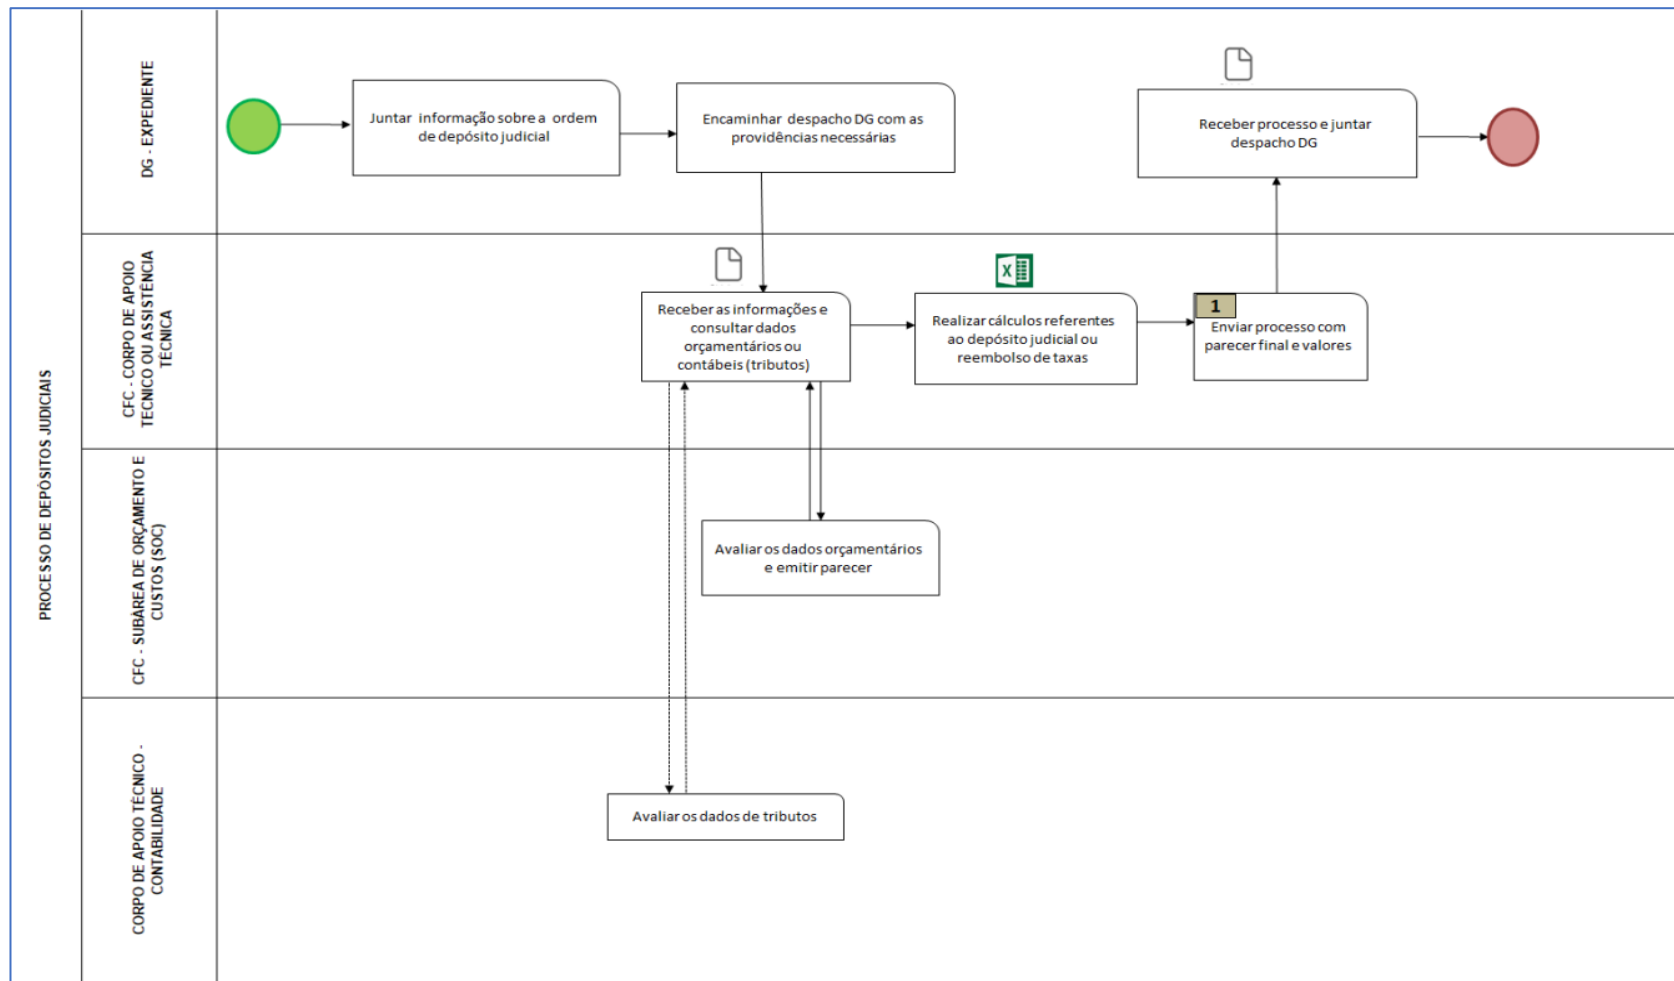 PROCESSO DE DEPÓSITOS JUDICIAIS
DG - EXPEDIENTE
Juntar informação sobre a ordem
de depósito judicial
Encaminhar despacho DG com as
providências necessárias
Receber processo e juntar
despacho DG
CFC - CORPO DE APOIO
TECNICO OU ASSISTÊNCIA
TÉCNICA
Receber as informações e
consultar dados
orçamentários ou
contábeis (tributos)
X
Realizar cálculos referentes
ao depósito judicial ou
reembolso de taxas
1
Enviar processo com
parecer final e valores
CFC - SUBÁREA DE ORÇAMENTO E
CUSTOS (SOC)
Avaliar os dados orçamentários
e emitir parecer
CORPO DE APOIO TÉCNICO -
CONTABILIDADE
Avaliar os dados de tributos